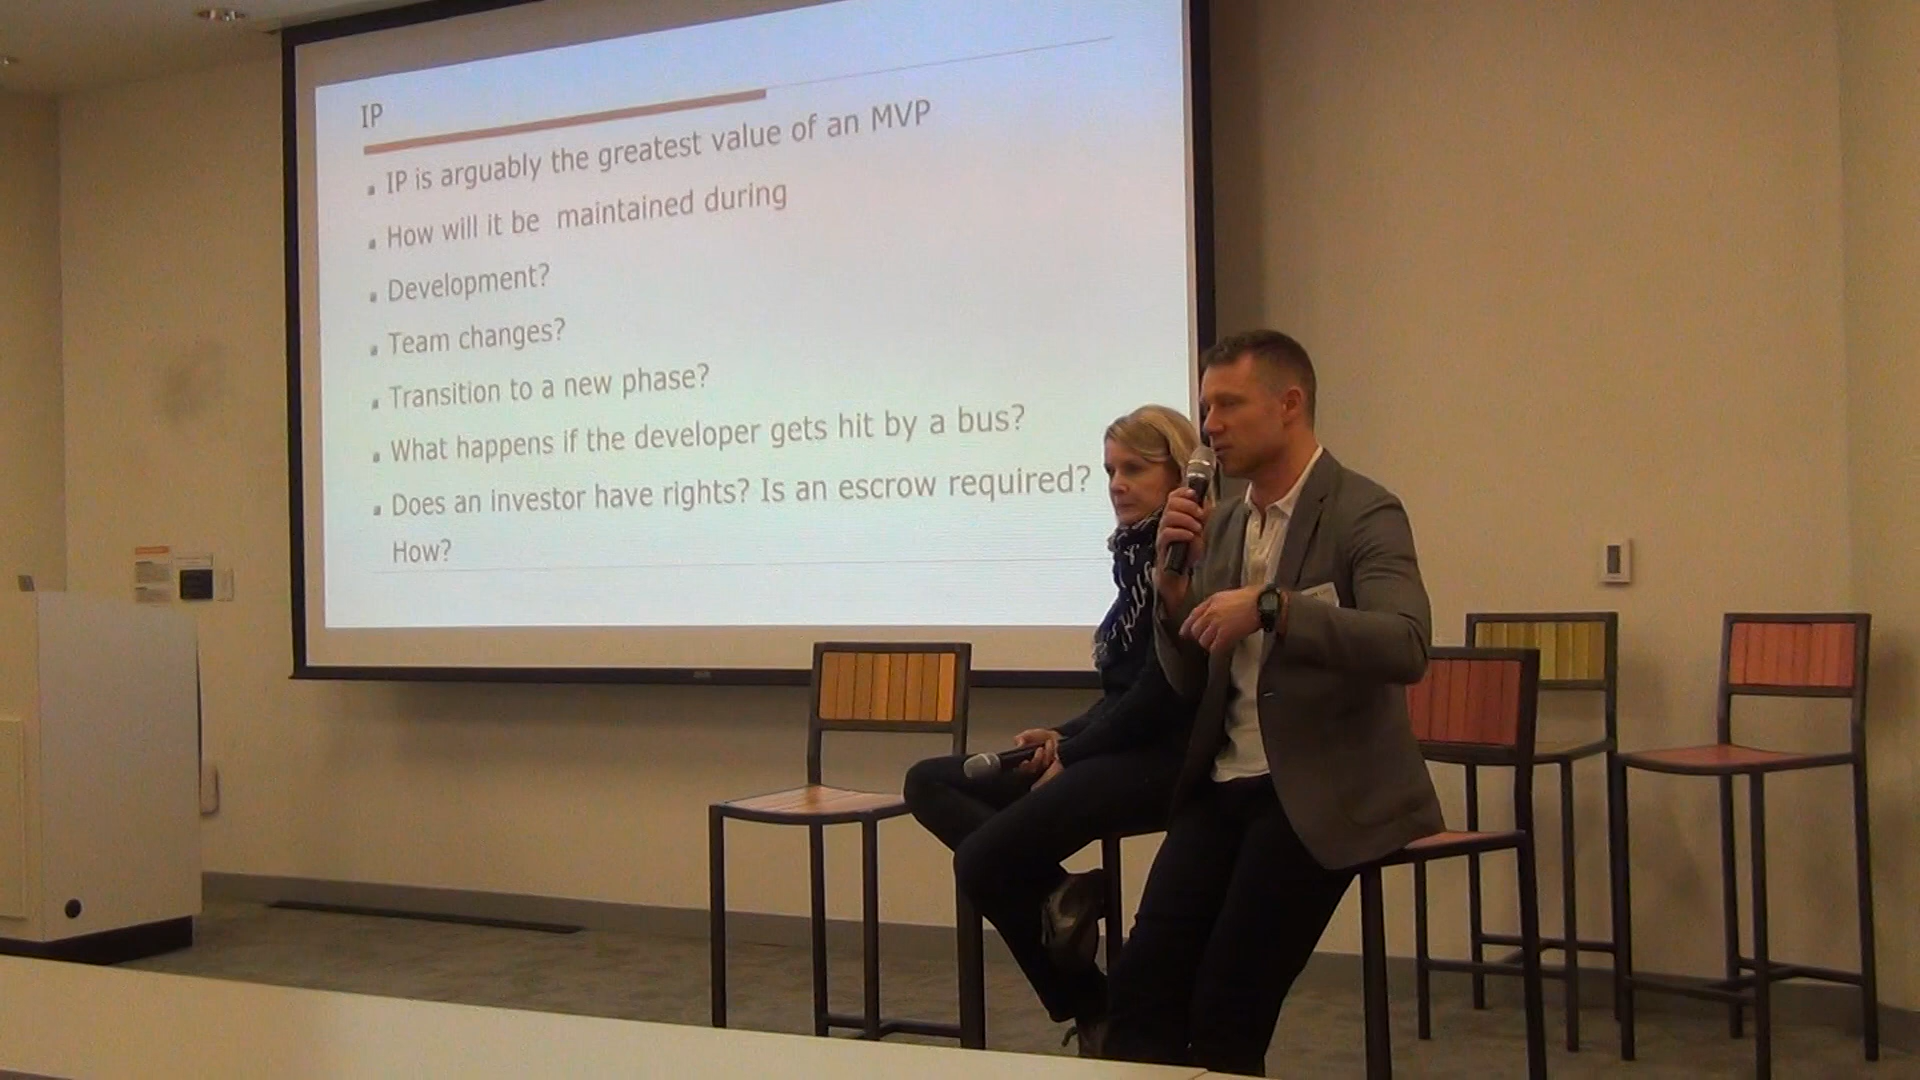 IP
IP is arguably the greatest value of an MVP
How will it be maintained during
Development?
Team changes?
Transition to a new phase?
What happens if the developer gets hit by a bus?
Does an investor have rights? Is an escrow required?
How?